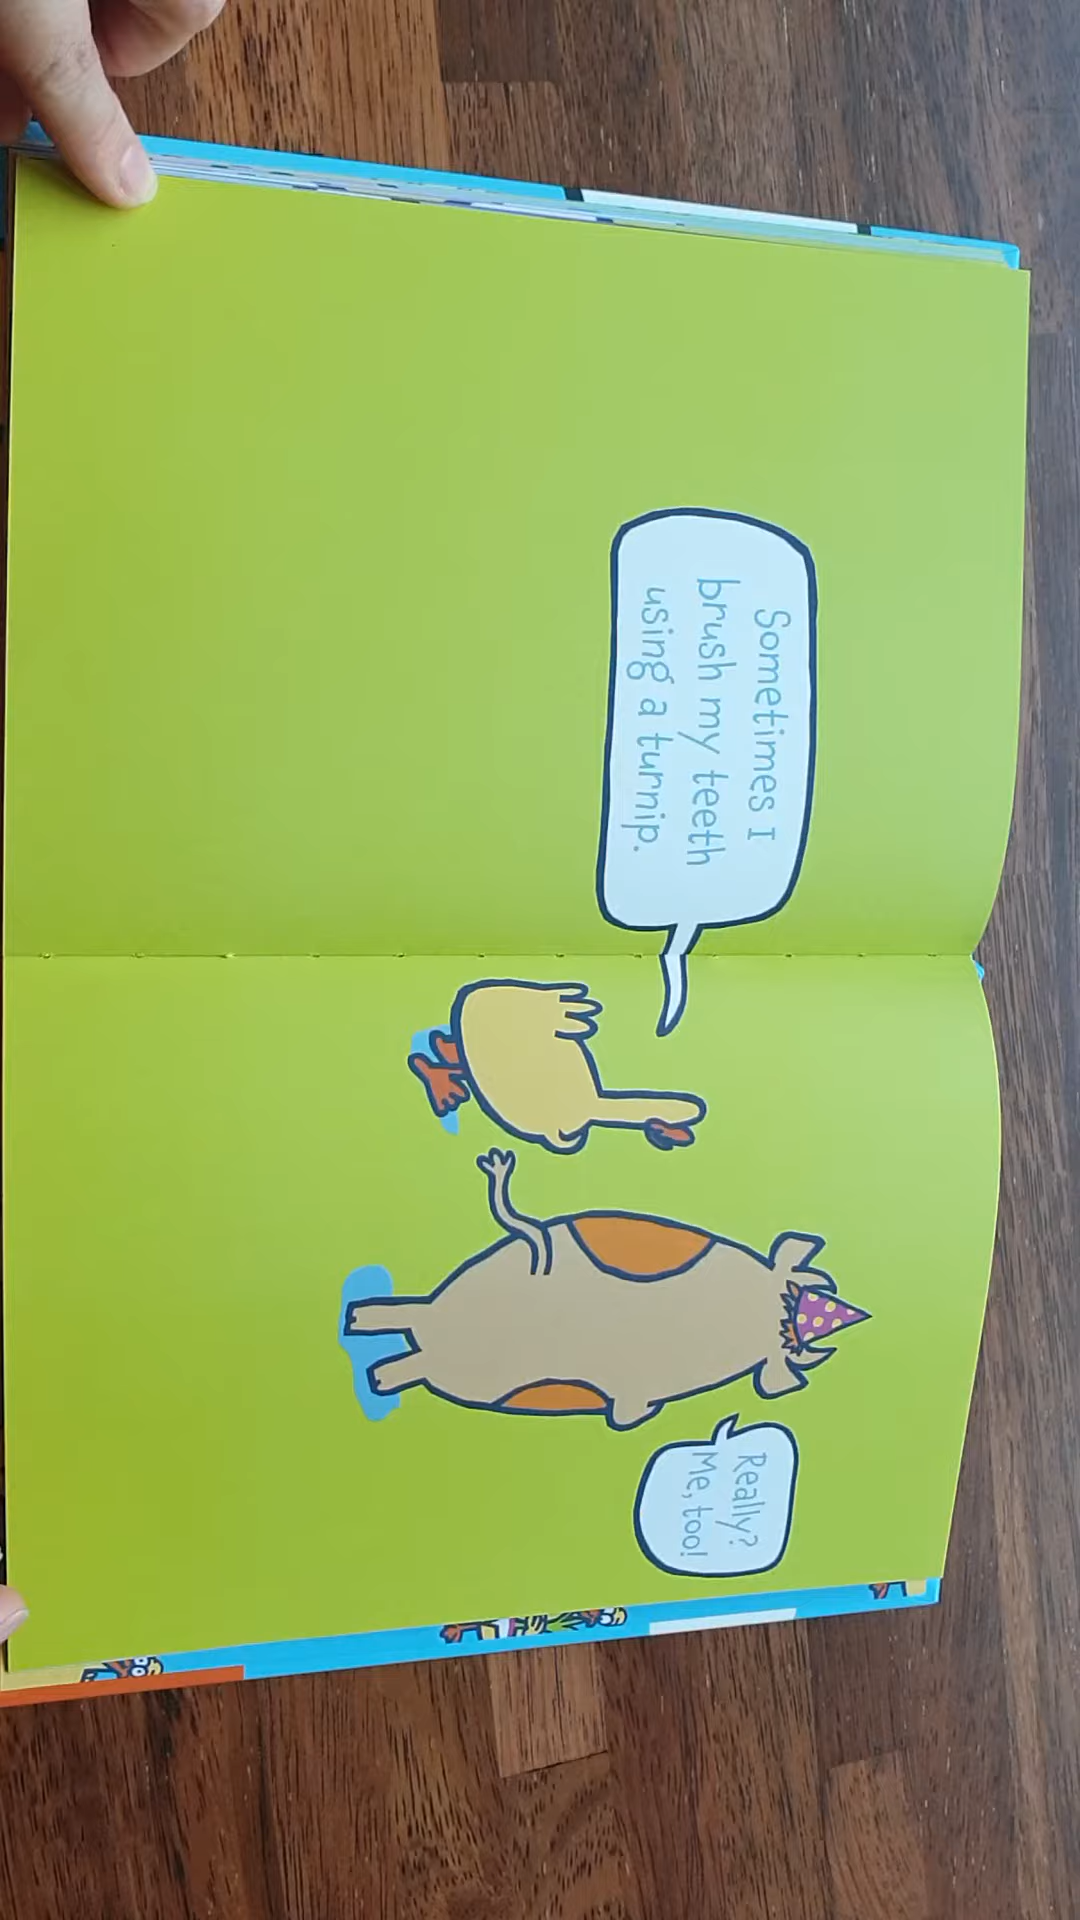 Sometimes I
brush my teeth
using a turnip.
Really?
Me, too!